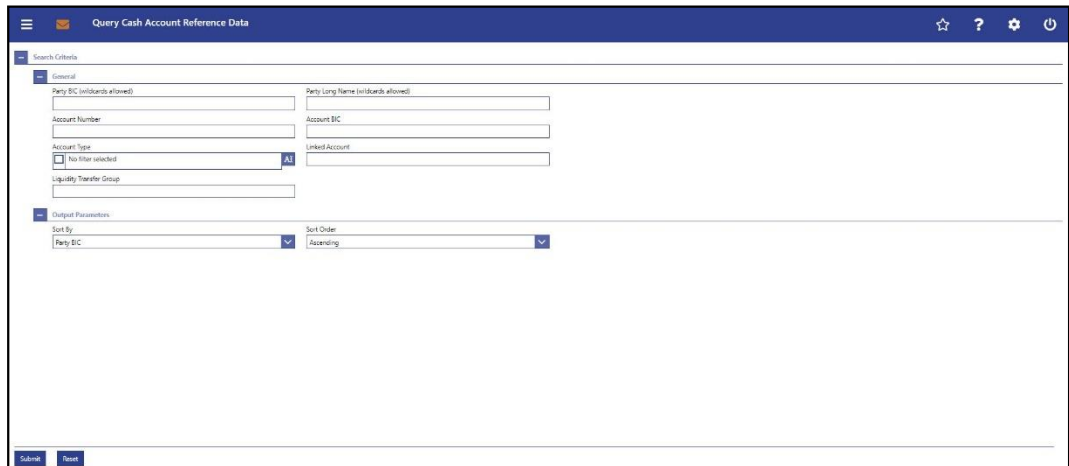 Query Cash Account Reference Data
?
Search Criteria
General
Party BIC (wildcards allowed) Party Long Name (wildcards allowed)
Account Number Account BIC
Account Type Linked Account
No filter selected AI
Liquidity Transfer Group
Output Parameters
Sort By Sort Order
Party BIC Ascending
Submit Reset